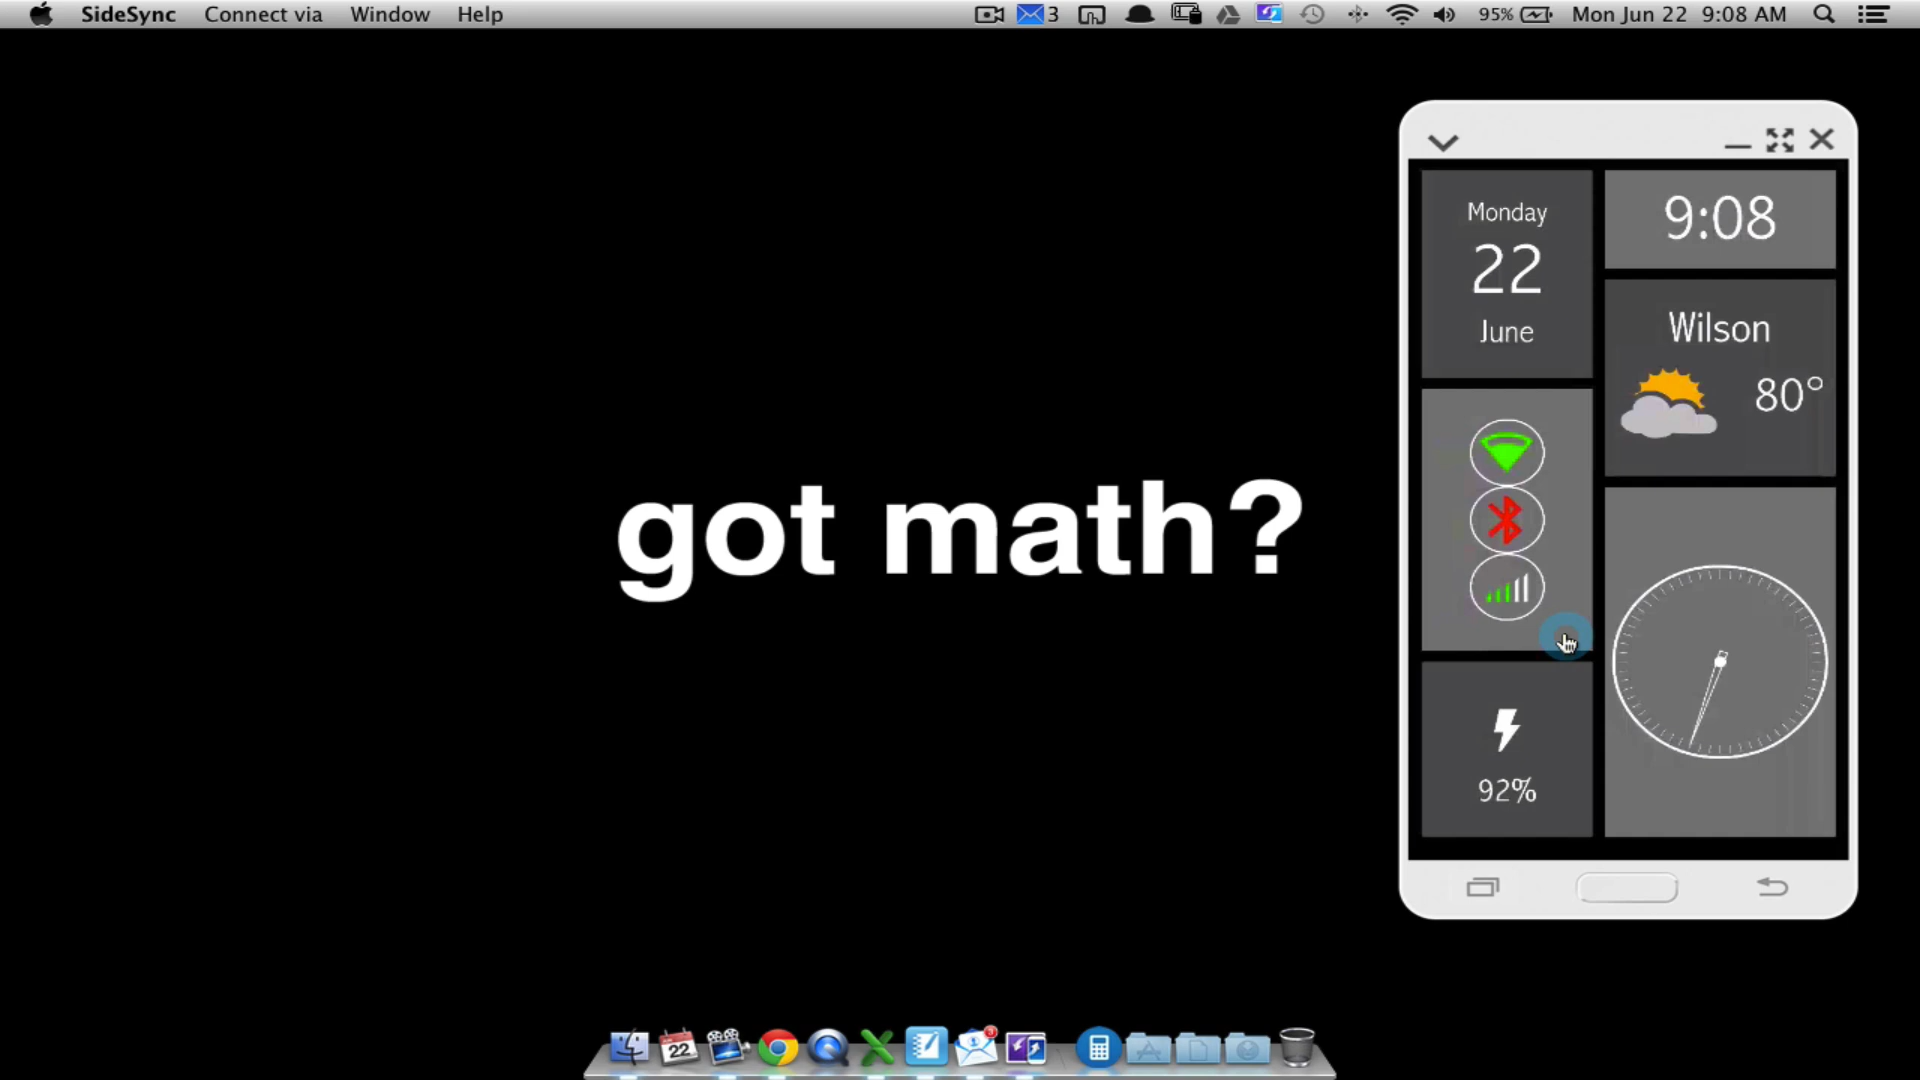 SideSync Connect via Window Help
3 95% Mon Jun 22 9:08 AM
Monday
22
June
9:08
Wilson
80°
got math?
92%
22
3